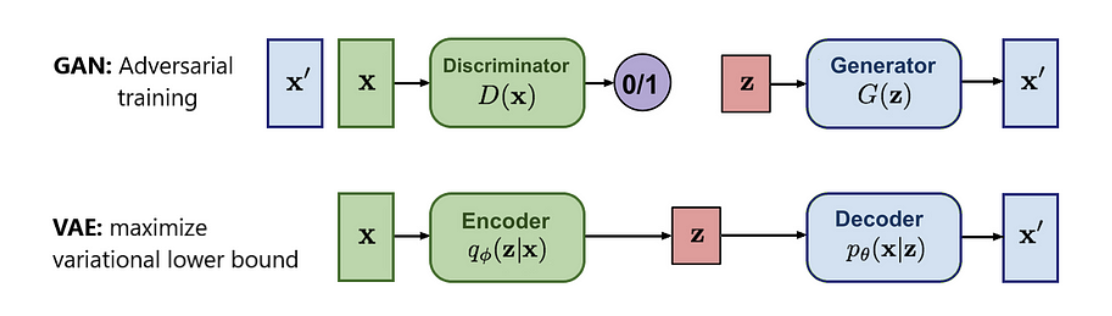 GAN: Adversarial
training
x′
x
Discriminator
D(x)
0/1
z
Generator
G(z)
x′
VAE: maximize
variational lower bound
x
Encoder
qϕ(z|x)
z
Decoder
pθ(x|z)
x′